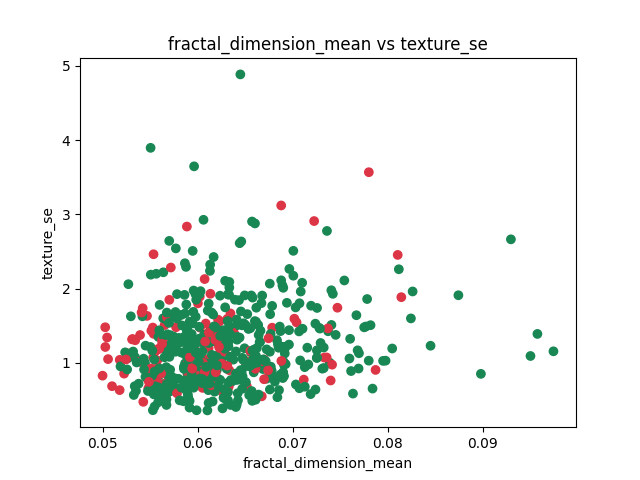 fractal_dimension_mean vs texture_se
5
4
3
2
1
texture_se
0.05 0.06 0.07 0.08 0.09
fractal_dimension_mean